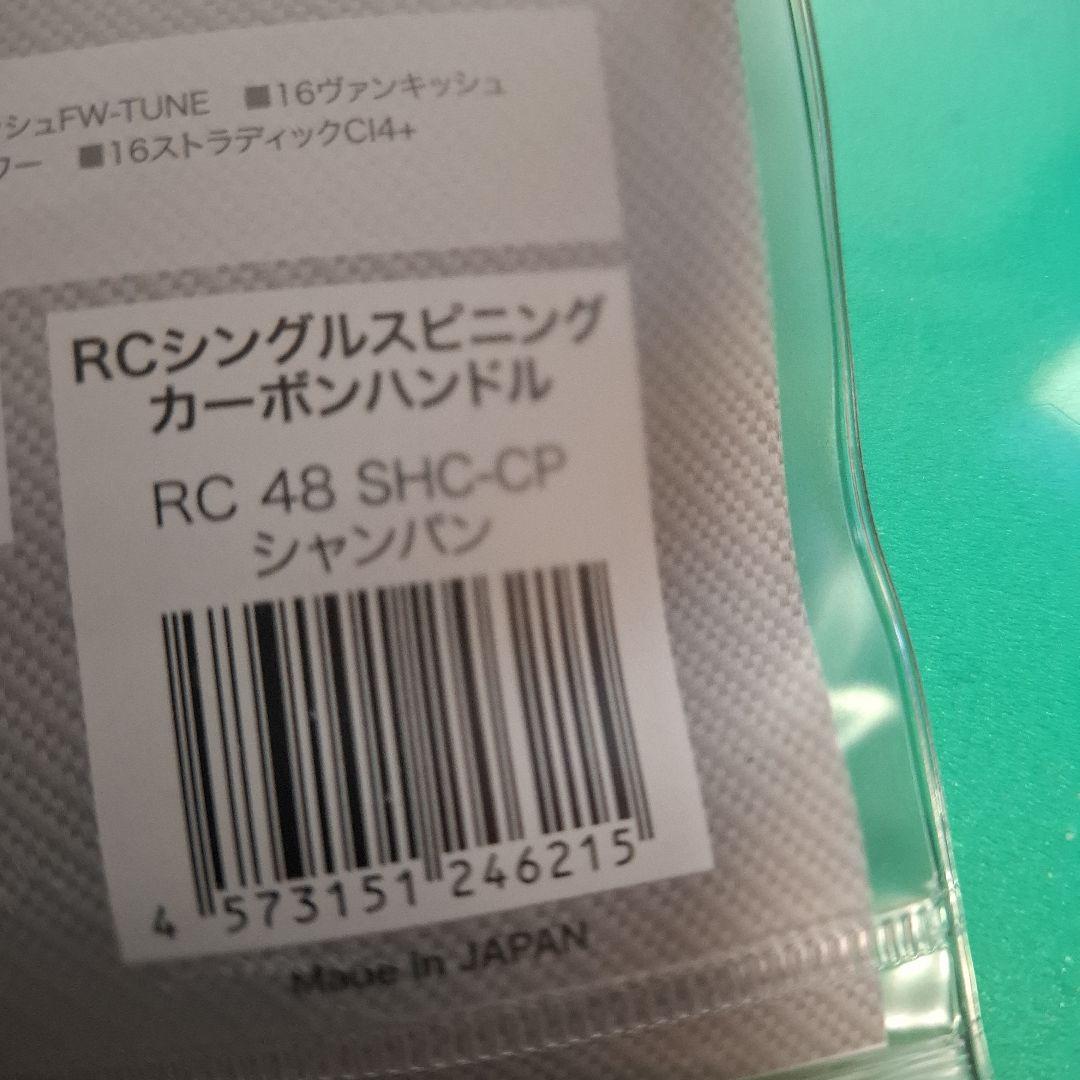 ッシュFW-TUNE ■16ヴァンキッシュ
ワー ■16ストラディックCI4+
RCシングルスピニング
カーボンハンドル
RC 48 SHC-CP
シャンパン
4 573151 246215
Made in JAPAN